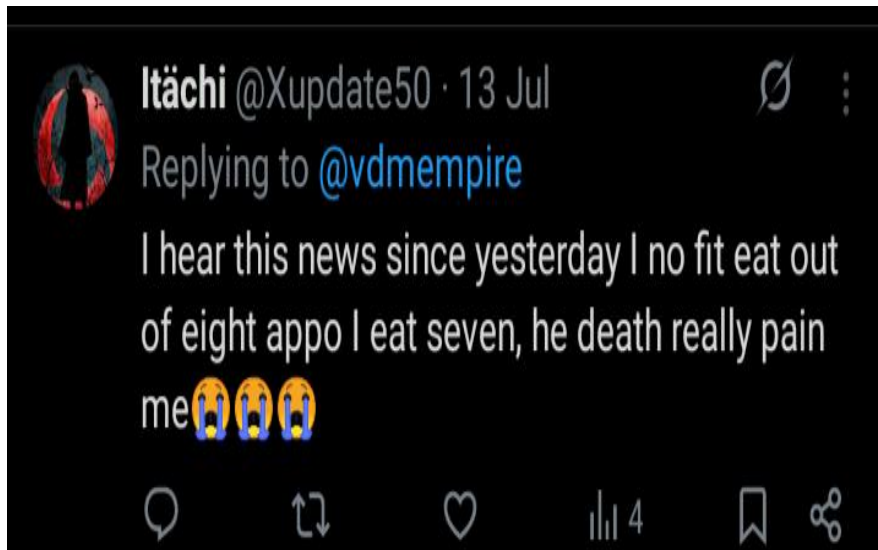 Itächi @Xupdate50 · 13 Jul
Replying to @vdmempire
I hear this news since yesterday I no fit eat out
of eight appo I eat seven, he death really pain
me😭😭😭
4